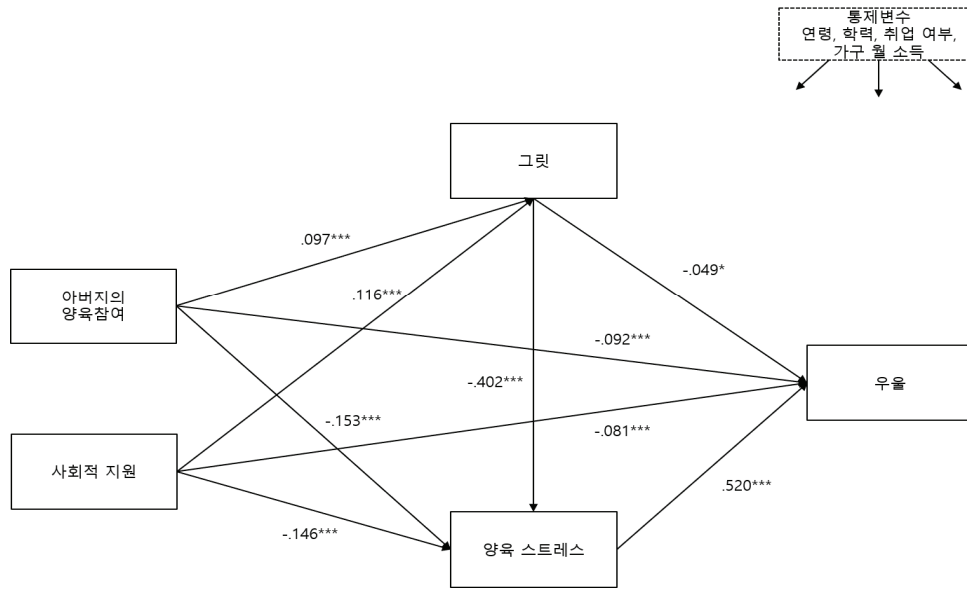 통제변수
연령, 학력, 취업 여부,
가구 월 소득
그릿
.097***
-.049*
아버지의
양육참여
.116***
-.092***
-.402***
우울
-.153***
-.081***
사회적 지원
.520***
-.146***
양육 스트레스